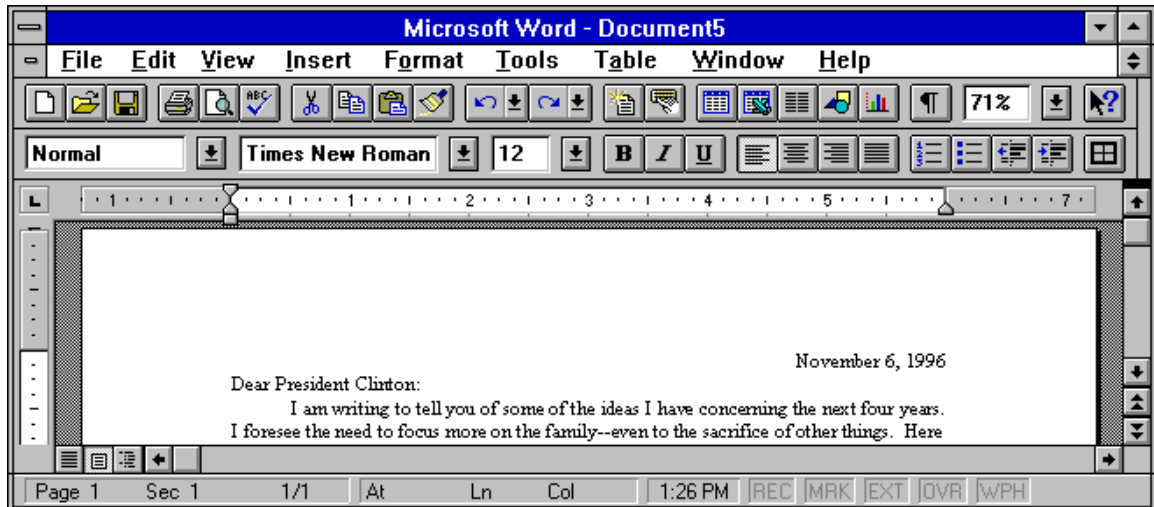 Microsoft Word - Document5
File Edit View Insert Format Tools Table Window Help
ABC 71% ?
Normal Times New Roman 12 B I U
1 1 2 3 4 5 7
November 6, 1996
Dear President Clinton:
I am writing to tell you of some of the ideas I have concerning the next four years.
I foresee the need to focus more on the family--even to the sacrifice of other things. Here
Page 1 Sec 1 1/1 At Ln Col 1:26 PM REC MRK EXT OVR WPH